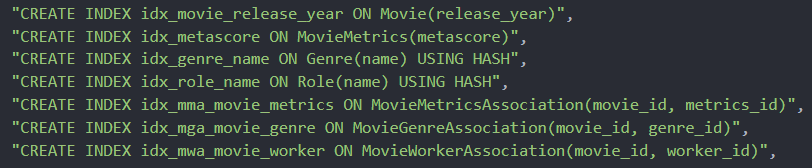 "CREATE INDEX idx_movie_release_year ON Movie(release_year)",
"CREATE INDEX idx_metascore ON MovieMetrics(metascore)",
"CREATE INDEX idx_genre_name ON Genre(name) USING HASH",
"CREATE INDEX idx_role_name ON Role(name) USING HASH",
"CREATE INDEX idx_mma_movie_metrics ON MovieMetricsAssociation(movie_id, metrics_id)",
"CREATE INDEX idx_mga_movie_genre ON MovieGenreAssociation(movie_id, genre_id)",
"CREATE INDEX idx_mwa_movie_worker ON MovieWorkerAssociation(movie_id, worker_id)",